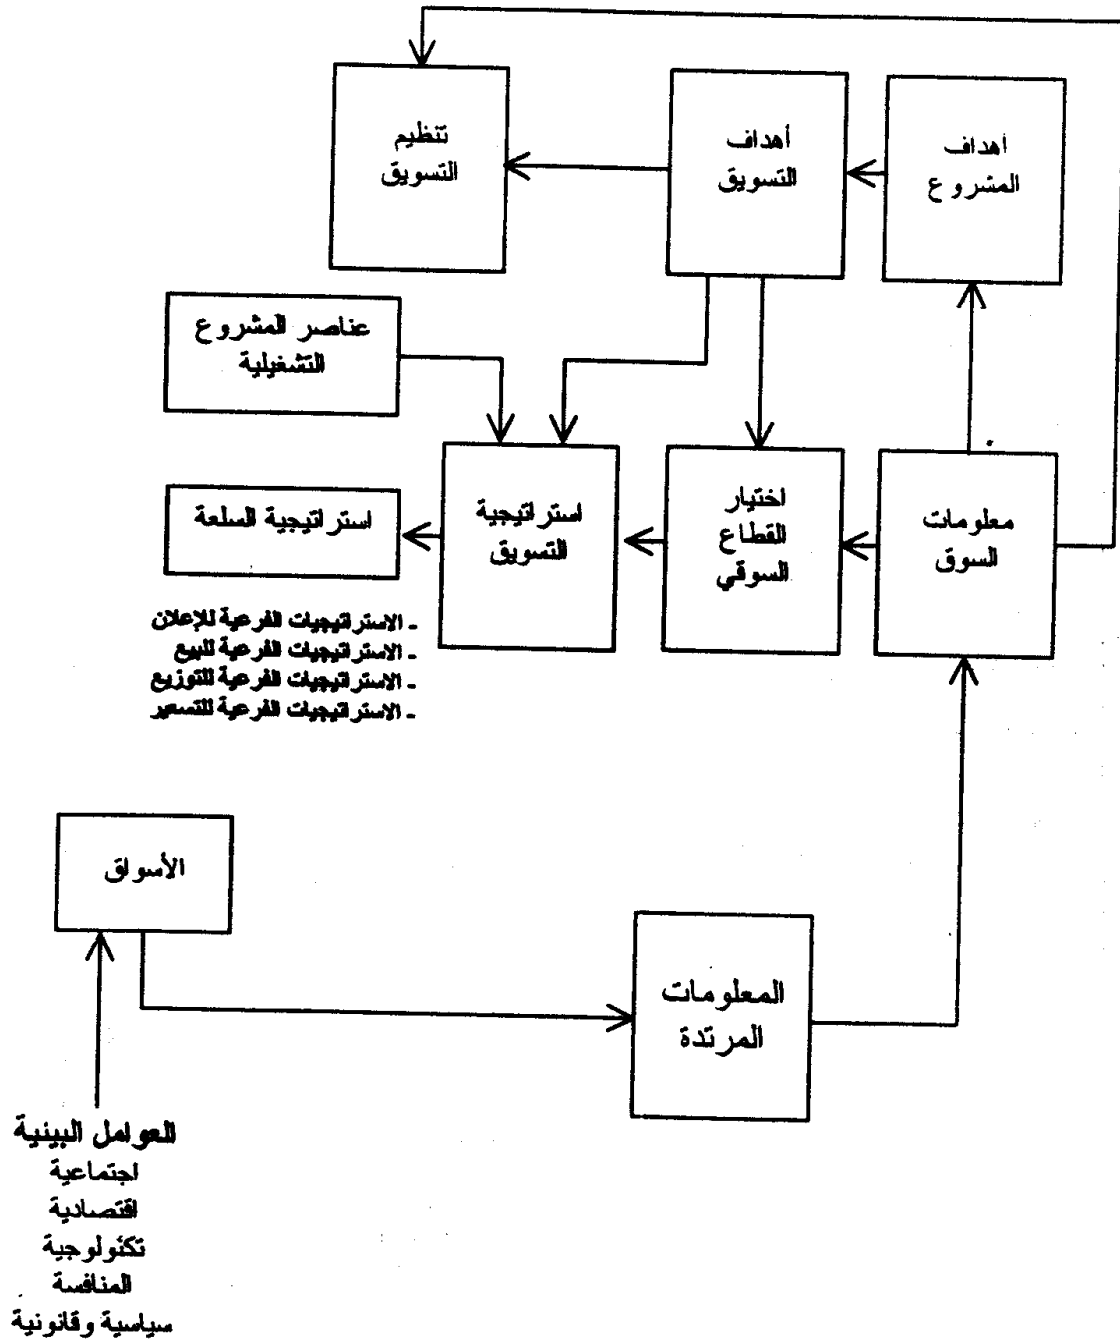 أهداف
المشروع
أهداف
التسويق
تنظيم
التسويق
عناصر المشروع
التشغيلية
معلومات
السوق
اختيار
القطاع
السوقي
استراتيجية
التسويق
استراتيجية السلعة
- الاستراتيجيات الفرعية للإعلان
- الاستراتيجيات الفرعية للبيع
- الاستراتيجيات الفرعية للتوزيع
- الاستراتيجيات الفرعية للتسعير
الأسواق
المعلومات
المرتدة
العوامل البيئية
اجتماعية
اقتصادية
تكنولوجية
المنافسة
سياسية وقانونية